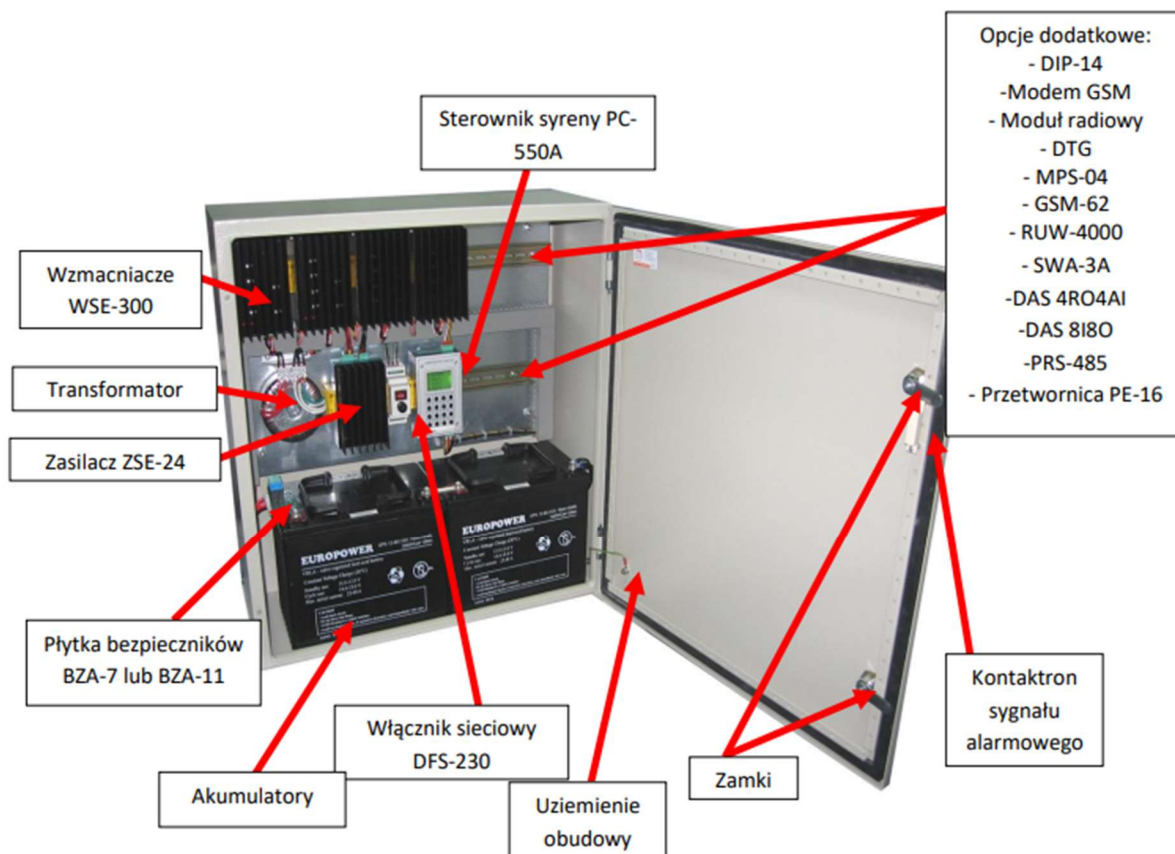 Opcje dodatkowe:
- DIP-14
-Modem GSM
- Moduł radiowy
- DTG
- MPS-04
- GSM-62
- RUW-4000
- SWA-3A
-DAS 4RO4AI
-DAS 8I8O
-PRS-485
- Przetwornica PE-16
Sterownik syreny PC-
550A
Wzmacniacze
WSE-300
Transformator
Zasilacz ZSE-24
EUROPOWER
EUROPOWER
Płytka bezpieczników
BZA-7 lub BZA-11
Włącznik sieciowy
DFS-230
Akumulatory
Uziemienie
obudowy
Zamki
Kontaktron
sygnału
alarmowego